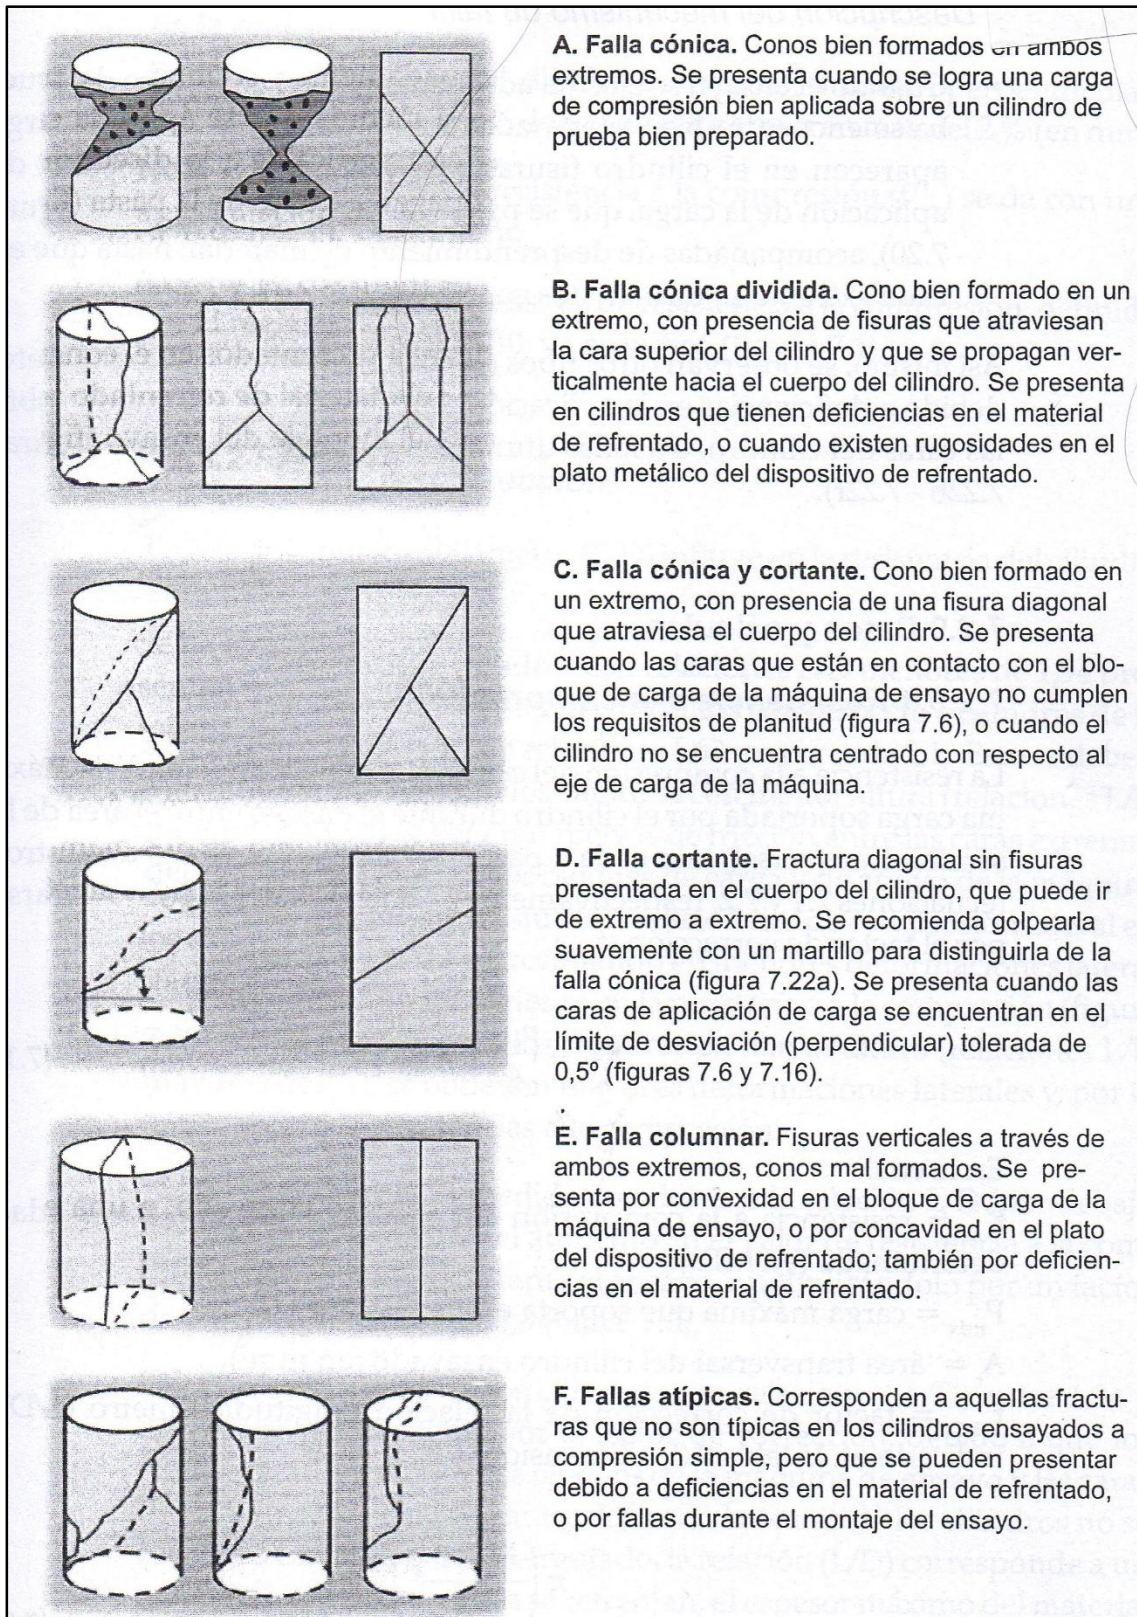 A. Falla cónica. Conos bien formados en ambos
extremos. Se presenta cuando se logra una carga
de compresión bien aplicada sobre un cilindro de
prueba bien preparado.
B. Falla cónica dividida. Cono bien formado en un
extremo, con presencia de fisuras que atraviesan
la cara superior del cilindro y que se propagan ver-
ticalmente hacia el cuerpo del cilindro. Se presenta
en cilindros que tienen deficiencias en el material
de refrentado, o cuando existen rugosidades en el
plato metálico del dispositivo de refrentado.
C. Falla cónica y cortante. Cono bien formado en
un extremo, con presencia de una fisura diagonal
que atraviesa el cuerpo del cilindro. Se presenta
cuando las caras que están en contacto con el blo-
que de carga de la máquina de ensayo no cumplen
los requisitos de planitud (figura 7.6), o cuando el
cilindro no se encuentra centrado con respecto al
eje de carga de la máquina.
D. Falla cortante. Fractura diagonal sin fisuras
presentada en el cuerpo del cilindro, que puede ir
de extremo a extremo. Se recomienda golpearla
suavemente con un martillo para distinguirla de la
falla cónica (figura 7.22a). Se presenta cuando las
caras de aplicación de carga se encuentran en el
límite de desviación (perpendicular) tolerada de
0,5º (figuras 7.6 y 7.16).
E. Falla columnar. Fisuras verticales a través de
ambos extremos, conos mal formados. Se pre-
senta por convexidad en el bloque de carga de la
máquina de ensayo, y por concavidad en el plato
del dispositivo de refrentado; también por deficien-
cias en el material de refrentado.
F. Fallas atípicas. Corresponden a aquellas fractu-
ras que no son típicas en los cilindros ensayados a
compresión simple, pero que se pueden presentar
debido a deficiencias en el material de refrentado,
o por fallas durante el montaje del ensayo.